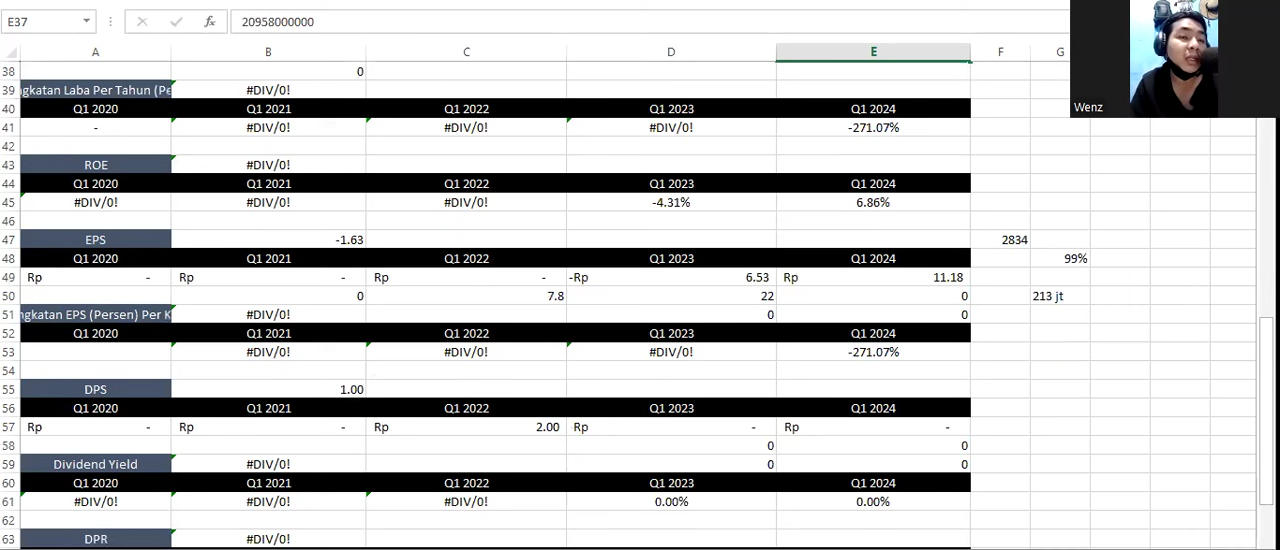 E37 fx 20958000000
A B C D E F G
38 0
39 ngkatan Laba Per Tahun (Pe #DIV/0!
40 Q1 2020 Q1 2021 Q1 2022 Q1 2023 Q1 2024
41 - #DIV/0! #DIV/0! #DIV/0! -271.07%
42
43 ROE #DIV/0!
44 Q1 2020 Q1 2021 Q1 2022 Q1 2023 Q1 2024
45 #DIV/0! #DIV/0! #DIV/0! -4.31% 6.86%
46
47 EPS -1.63 2834
48 Q1 2020 Q1 2021 Q1 2022 Q1 2023 Q1 2024 99%
49 Rp - Rp - Rp - -Rp 6.53 Rp 11.18
50 0 7.8 22 0 213 jt
51 ngkatan EPS (Persen) Per K #DIV/0! 0 0
52 Q1 2020 Q1 2021 Q1 2022 Q1 2023 Q1 2024
53 #DIV/0! #DIV/0! #DIV/0! -271.07%
54
55 DPS 1.00
56 Q1 2020 Q1 2021 Q1 2022 Q1 2023 Q1 2024
57 Rp - Rp - Rp 2.00 Rp - Rp -
58 0 0
59 Dividend Yield #DIV/0! 0 0
60 Q1 2020 Q1 2021 Q1 2022 Q1 2023 Q1 2024
61 #DIV/0! #DIV/0! #DIV/0! 0.00% 0.00%
62
63 DPR #DIV/0!
Wenz